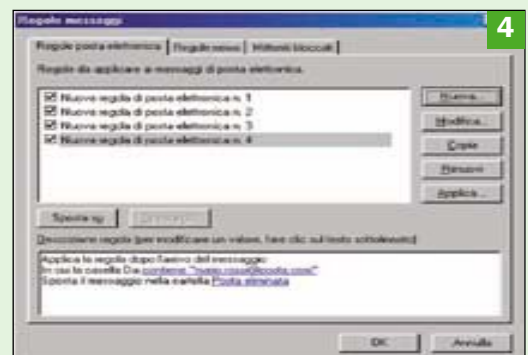 Regole messaggi
4
Regole posta elettronica Regole news Mittenti bloccati
Regole da applicare ai messaggi di posta elettronica.
Nuova regola di posta elettronica n. 1
Nuova regola di posta elettronica n. 2
Nuova regola di posta elettronica n. 3
Nuova regola di posta elettronica n. 4
Nuova...
Modifica...
Copia
Rimuovi
Applica...
Sposta su
Descrizione regola (per modificare un valore, fare clic sul testo sottolineato)
Applica la regola dopo l'arrivo del messaggio
In cui la casella Da contiene "mario.rossi@posta.com"
Sposta il messaggio nella cartella Posta eliminata
OK Annulla